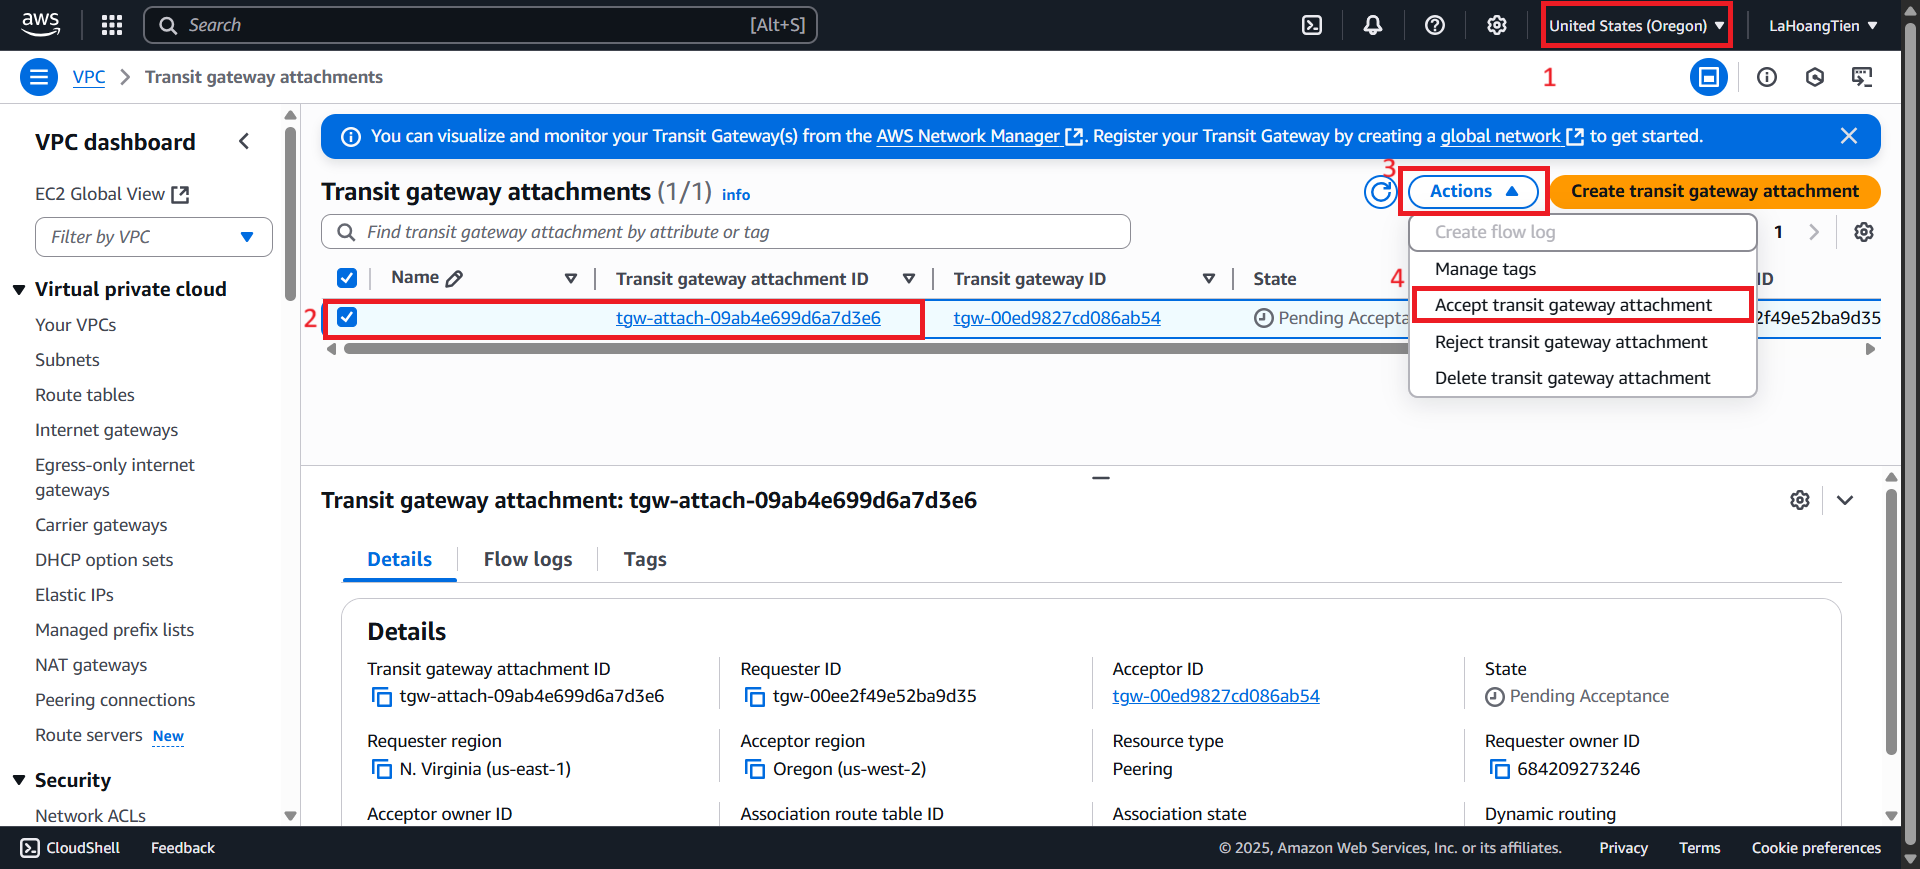 aws
Search
[Alt+S]
United States (Oregon)
LaHoangTien
VPC
Transit gateway attachments
1
VPC dashboard
EC2 Global View
Filter by VPC
Virtual private cloud
Your VPCs
Subnets
Route tables
Internet gateways
Egress-only internet
gateways
Carrier gateways
DHCP option sets
Elastic IPs
Managed prefix lists
NAT gateways
Peering connections
Route servers New
Security
Network ACLs
You can visualize and monitor your Transit Gateway(s) from the AWS Network Manager. Register your Transit Gateway by creating a global network to get started.
Transit gateway attachments (1/1) info
3
Actions
Create transit gateway attachment
Find transit gateway attachment by attribute or tag
1
Create flow log
Manage tags
4
Accept transit gateway attachment
Reject transit gateway attachment
Delete transit gateway attachment
Name
Transit gateway attachment ID
Transit gateway ID
State
ID
2
tgw-attach-09ab4e699d6a7d3e6
tgw-00ed9827cd086ab54
Pending Accepta
2f49e52ba9d35
Transit gateway attachment: tgw-attach-09ab4e699d6a7d3e6
Details
Flow logs
Tags
Details
Transit gateway attachment ID
tgw-attach-09ab4e699d6a7d3e6
Requester ID
tgw-00ee2f49e52ba9d35
Acceptor ID
tgw-00ed9827cd086ab54
State
Pending Acceptance
Requester region
N. Virginia (us-east-1)
Acceptor region
Oregon (us-west-2)
Resource type
Peering
Requester owner ID
684209273246
Acceptor owner ID
Association route table ID
Association state
Dynamic routing
CloudShell
Feedback
© 2025, Amazon Web Services, Inc. or its affiliates.
Privacy
Terms
Cookie preferences